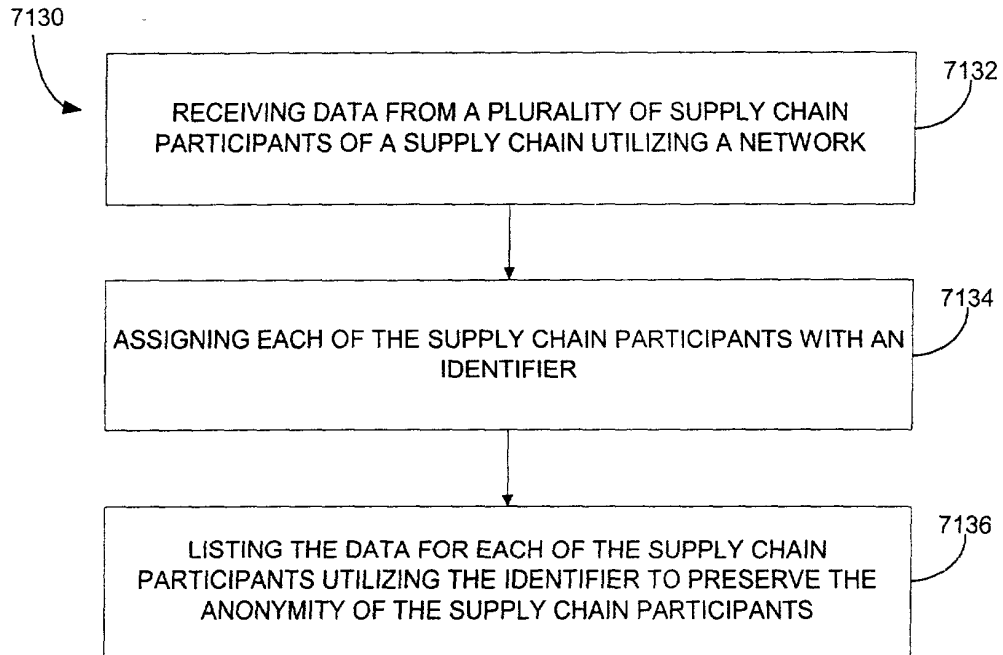 7130
7132
RECEIVING DATA FROM A PLURALITY OF SUPPLY CHAIN
PARTICIPANTS OF A SUPPLY CHAIN UTILIZING A NETWORK
7134
ASSIGNING EACH OF THE SUPPLY CHAIN PARTICIPANTS WITH AN
IDENTIFIER
7136
LISTING THE DATA FOR EACH OF THE SUPPLY CHAIN
PARTICIPANTS UTILIZING THE IDENTIFIER TO PRESERVE THE
ANONYMITY OF THE SUPPLY CHAIN PARTICIPANTS